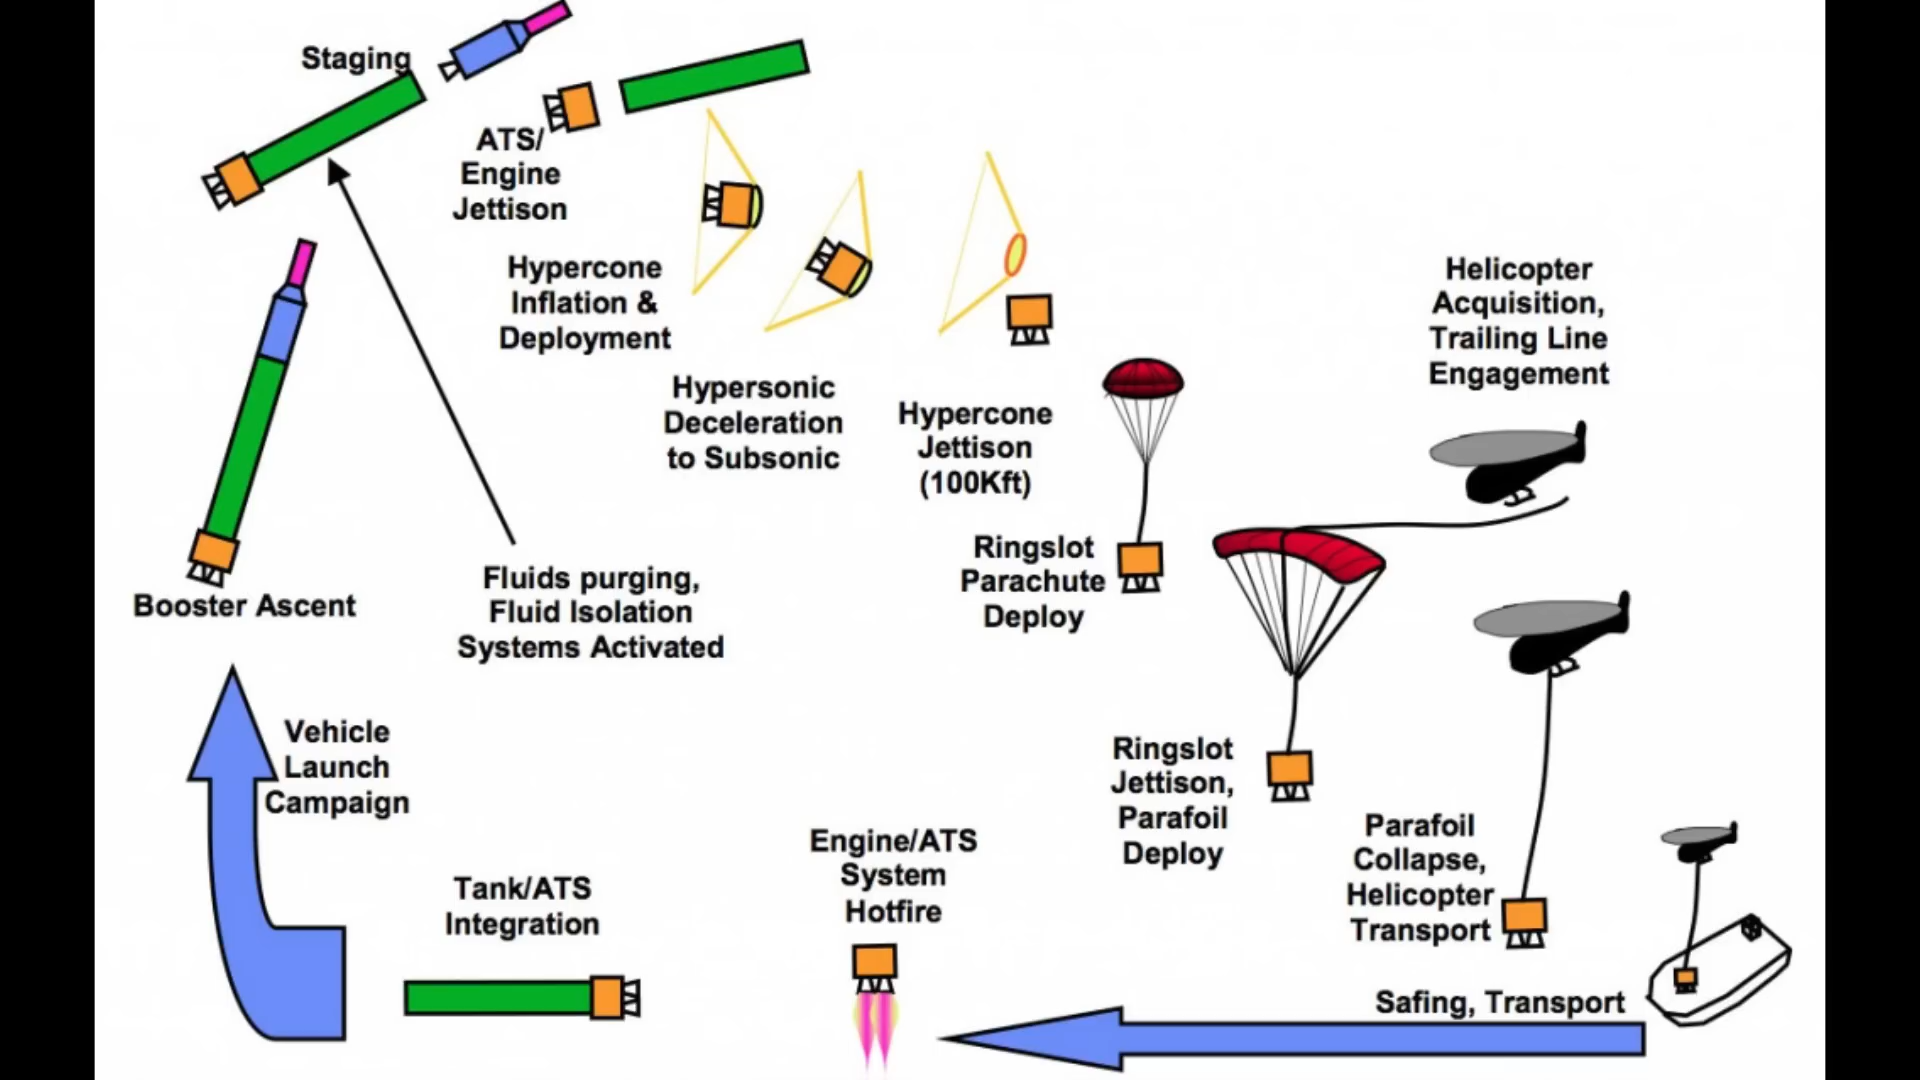 Staging
ATS/
Engine
Jettison
Hypercone
Inflation &
Deployment
Hypersonic
Deceleration
to Subsonic
Hypercone
Jettison
(100Kft)
Helicopter
Acquisition,
Trailing Line
Engagement
Ringslot
Parachute
Deploy
Booster Ascent
Fluids purging,
Fluid Isolation
Systems Activated
Vehicle
Launch
Campaign
Ringslot
Jettison,
Parafoil
Deploy
Parafoil
Collapse,
Helicopter
Transport
Engine/ATS
System
Hotfire
Tank/ATS
Integration
Safing, Transport